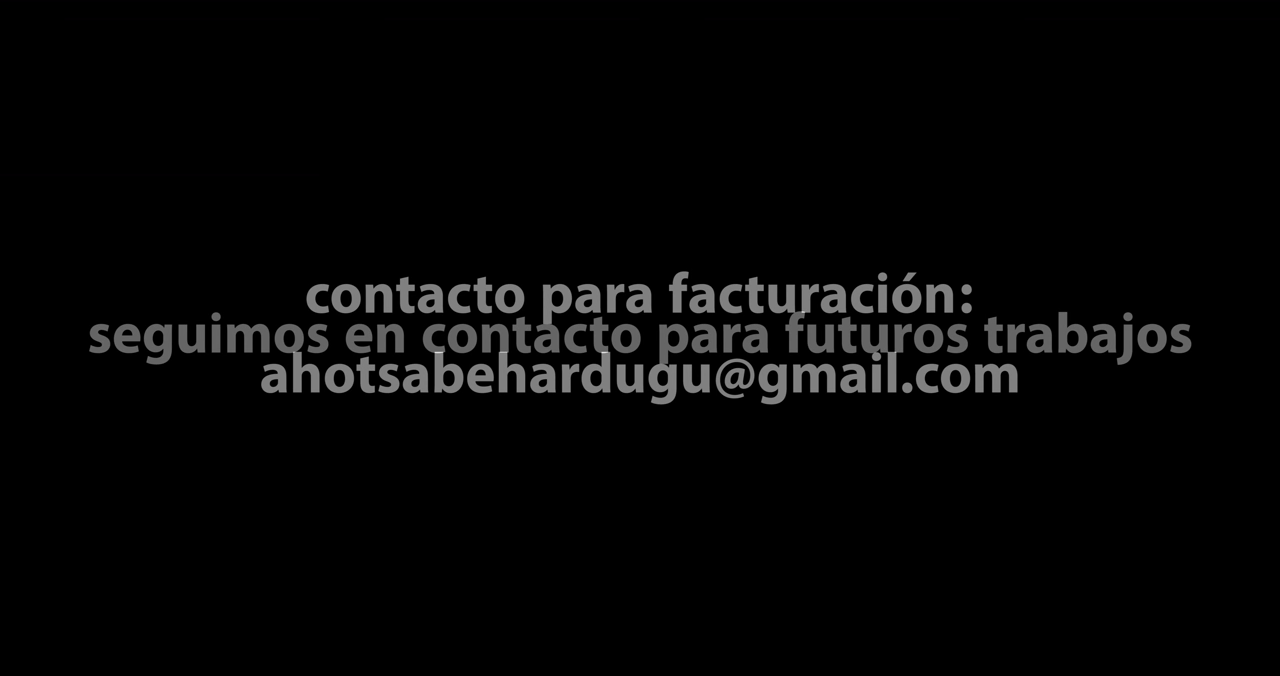 contacto para facturación:
seguimos en contacto para futuros trabajos
ahotsabehardugu@gmail.com